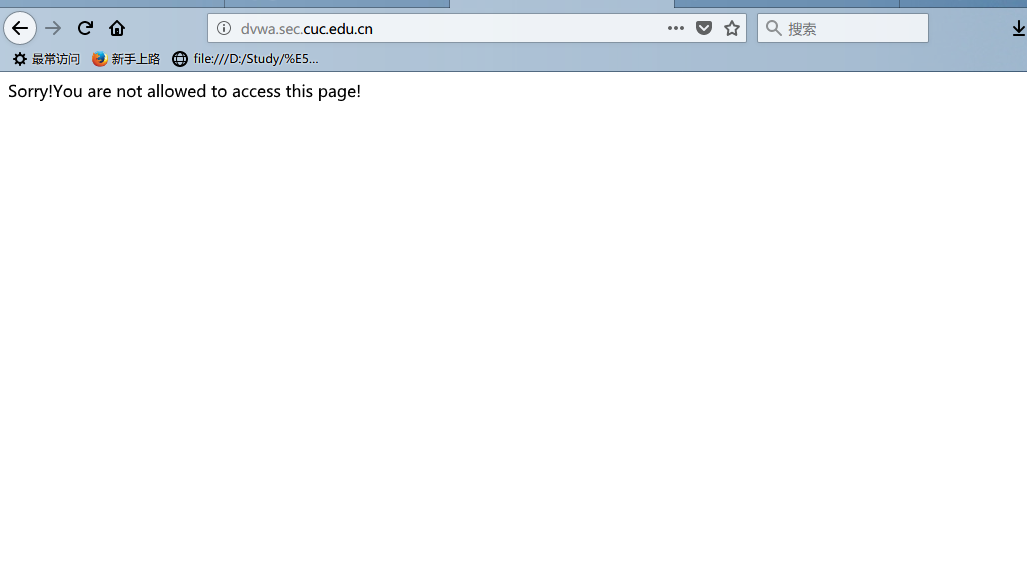 dvwa.sec.cuc.edu.cn
搜索
最常访问 新手上路 file:///D:/Study/%E5...
Sorry!You are not allowed to access this page!